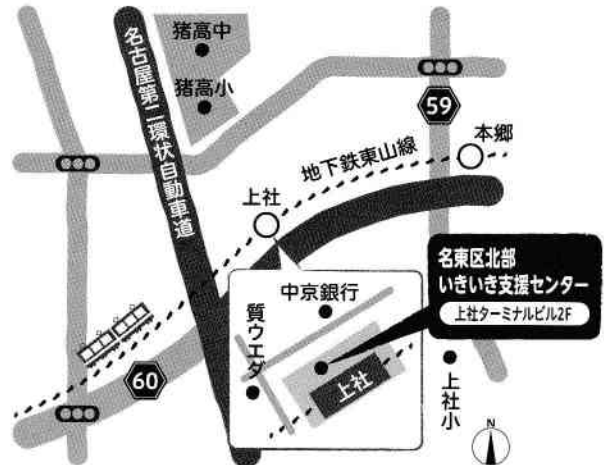 猪高中
猪高小
名古屋第二環状自動車道
59
本郷
地下鉄東山線
上社
名東区北部
いきいき支援センター
上社ターミナルビル2F
中京銀行
質ウエダ
上社
上社小
60
N